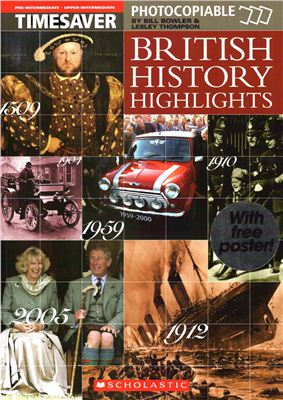 PRE-INTERMEDIATE - UPPER-INTERMEDIATE
TIMESAVER
PHOTOCOPIABLE
BY BILL BOWLER &
LESLEY THOMPSON
BRITISH
HISTORY
HIGHLIGHTS
1509
1904
1910
1959-2000
1959
With
free
poster!
2005
1912
SCHOLASTIC